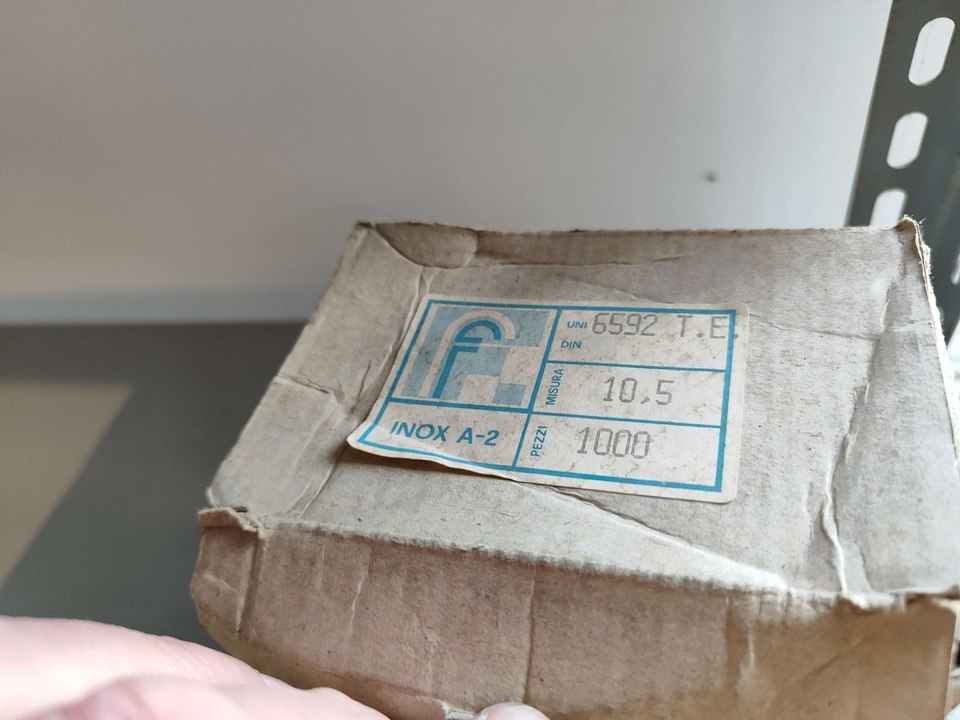 UNI 6592 T.E.
DIN
MISURA 10,5
INOX A-2
PEZZI 1000